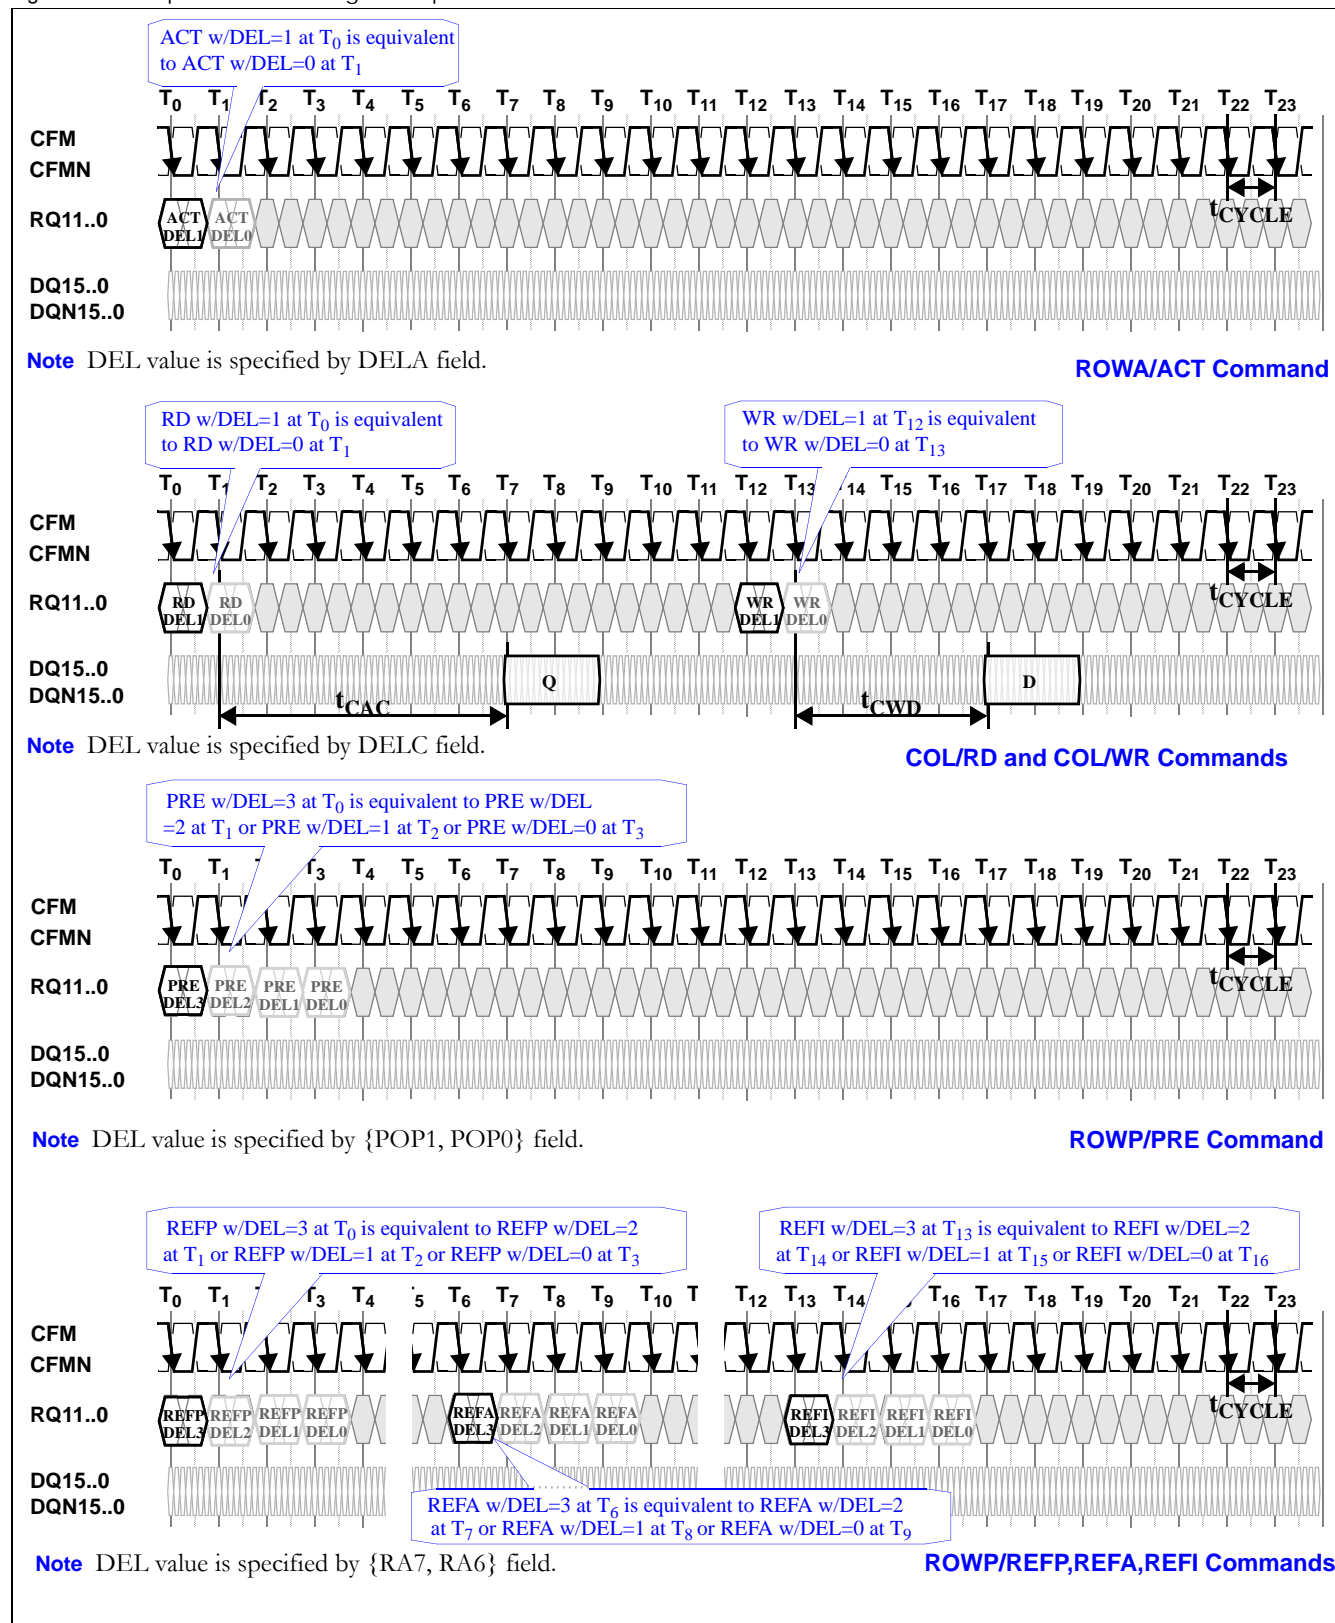 ACT w/DEL=1 at T0 is equivalent
to ACT w/DEL=0 at T1
T0 T1 T2 T3 T4 T5 T6 T7 T8 T9 T10 T11 T12 T13 T14 T15 T16 T17 T18 T19 T20 T21 T22 T23
CFM
CFMN
RQ11..0
ACT DEL1
ACT DEL0
tCYCLE
DQ15..0
DQN15..0
Note DEL value is specified by DELA field.
ROWA/ACT Command
RD w/DEL=1 at T0 is equivalent
to RD w/DEL=0 at T1
WR w/DEL=1 at T12 is equivalent
to WR w/DEL=0 at T13
T0 T1 T2 T3 T4 T5 T6 T7 T8 T9 T10 T11 T12 T13 T14 T15 T16 T17 T18 T19 T20 T21 T22 T23
CFM
CFMN
RQ11..0
RD DEL1
RD DEL0
WR DEL1
WR DEL0
tCYCLE
DQ15..0
DQN15..0
Q
D
tCAC
tCWD
Note DEL value is specified by DELC field.
COL/RD and COL/WR Commands
PRE w/DEL=3 at T0 is equivalent to PRE w/DEL
=2 at T1 or PRE w/DEL=1 at T2 or PRE w/DEL=0 at T3
T0 T1 T3 T4 T5 T6 T7 T8 T9 T10 T11 T12 T13 T14 T15 T16 T17 T18 T19 T20 T21 T22 T23
CFM
CFMN
RQ11..0
PRE DEL3
PRE DEL2
PRE DEL1
PRE DEL0
tCYCLE
DQ15..0
DQN15..0
Note DEL value is specified by {POP1, POP0} field.
ROWP/PRE Command
REFP w/DEL=3 at T0 is equivalent to REFP w/DEL=2
at T1 or REFP w/DEL=1 at T2 or REFP w/DEL=0 at T3
REFI w/DEL=3 at T13 is equivalent to REFI w/DEL=2
at T14 or REFI w/DEL=1 at T15 or REFI w/DEL=0 at T16
T0 T1 T3 T4 5 T6 T7 T8 T9 T10 T T12 T13 T14 T16 T17 T18 T19 T20 T21 T22 T23
CFM
CFMN
RQ11..0
REFP DEL3
REFP DEL2
REFP DEL1
REFP DEL0
REFA DEL3
REFA DEL2
REFA DEL1
REFA DEL0
REFI DEL3
REFI DEL2
REFI DEL1
REFI DEL0
tCYCLE
DQ15..0
DQN15..0
REFA w/DEL=3 at T6 is equivalent to REFA w/DEL=2
at T7 or REFA w/DEL=1 at T8 or REFA w/DEL=0 at T9
Note DEL value is specified by {RA7, RA6} field.
ROWP/REFP,REFA,REFI Commands